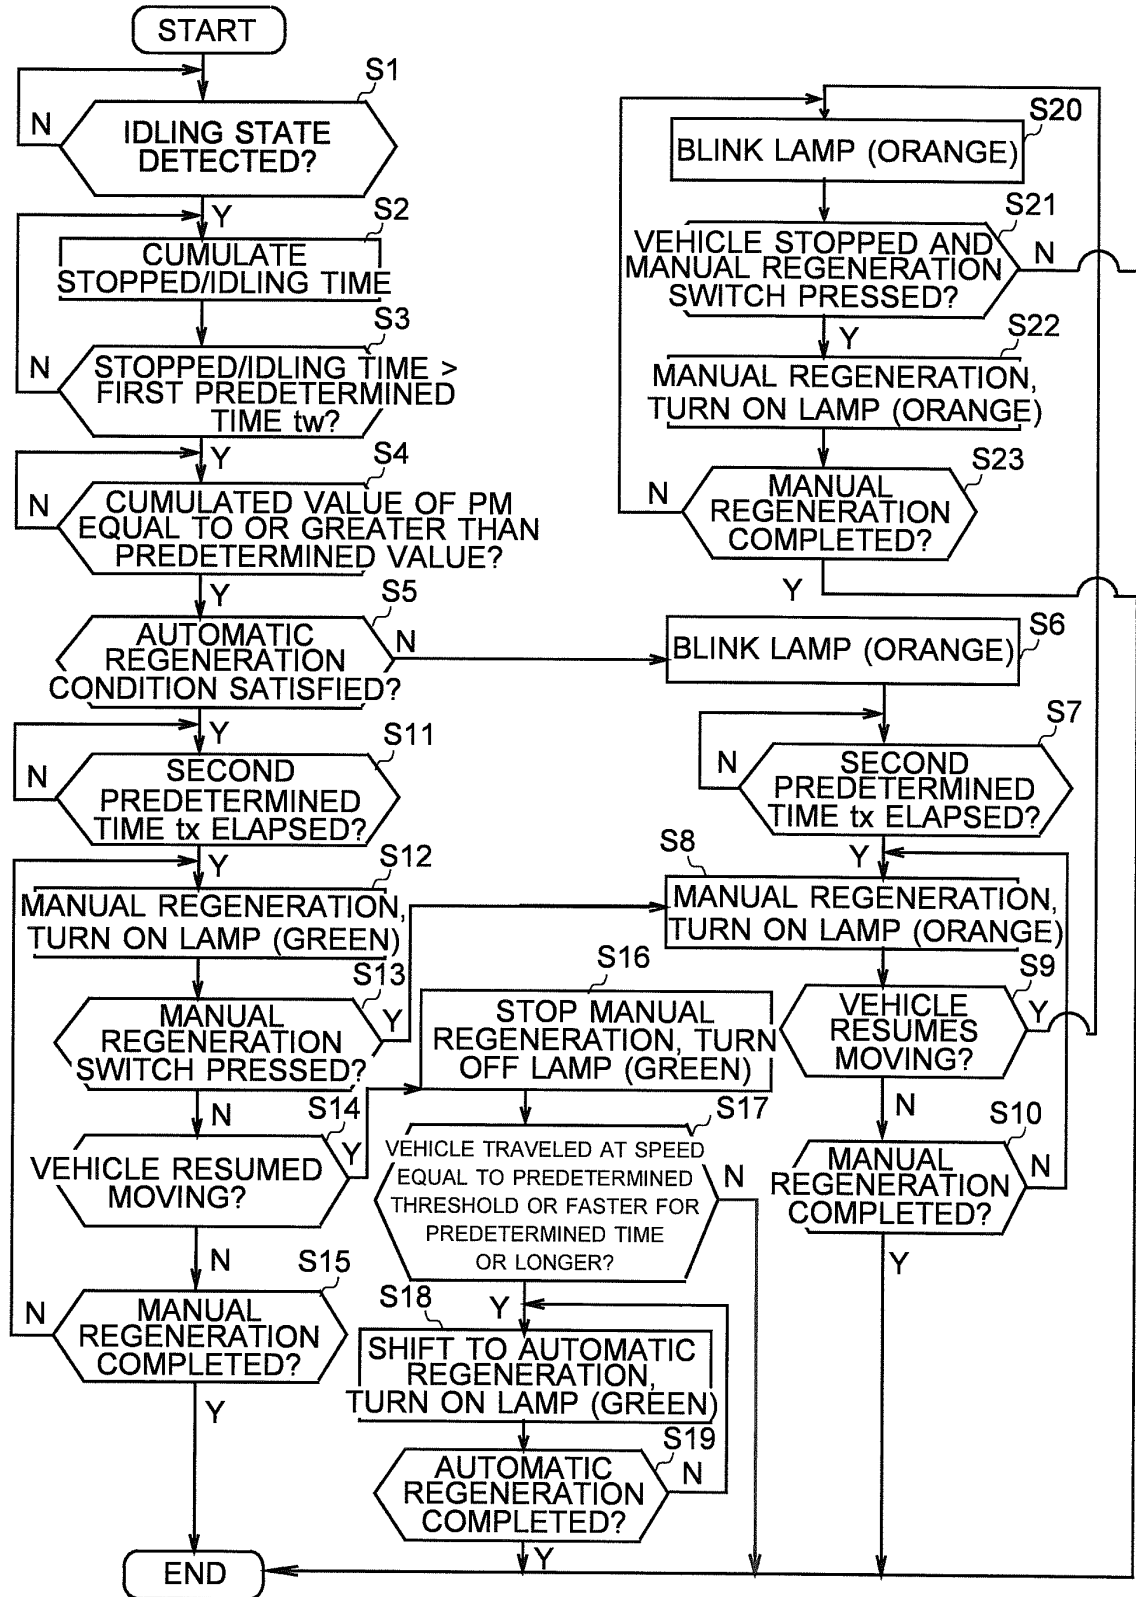 START
S1
N
IDLING STATE
DETECTED?
Y
S2
CUMULATE
STOPPED/IDLING TIME
S3
N
STOPPED/IDLING TIME >
FIRST PREDETERMINED
TIME tw?
Y
S4
N
CUMULATED VALUE OF PM
EQUAL TO OR GREATER THAN
PREDETERMINED VALUE?
Y
S5
AUTOMATIC
REGENERATION
CONDITION SATISFIED?
N
Y
S11
N
SECOND
PREDETERMINED
TIME tx ELAPSED?
Y
S12
MANUAL REGENERATION,
TURN ON LAMP (GREEN)
S13
MANUAL
REGENERATION
SWITCH PRESSED?
Y
N
S14
VEHICLE RESUMED
MOVING?
Y
N
S15
N
MANUAL
REGENERATION
COMPLETED?
Y
END
S16
STOP MANUAL
REGENERATION, TURN
OFF LAMP (GREEN)
S17
VEHICLE TRAVELED AT SPEED
EQUAL TO PREDETERMINED
THRESHOLD OR FASTER FOR
PREDETERMINED TIME
OR LONGER?
N
Y
S18
SHIFT TO AUTOMATIC
REGENERATION,
TURN ON LAMP (GREEN)
S19
AUTOMATIC
REGENERATION
COMPLETED?
N
Y
S20
BLINK LAMP (ORANGE)
S21
VEHICLE STOPPED AND
MANUAL REGENERATION
SWITCH PRESSED?
N
Y
S22
MANUAL REGENERATION,
TURN ON LAMP (ORANGE)
S23
N
MANUAL
REGENERATION
COMPLETED?
Y
S6
BLINK LAMP (ORANGE)
S7
N
SECOND
PREDETERMINED
TIME tx ELAPSED?
Y
S8
MANUAL REGENERATION,
TURN ON LAMP (ORANGE)
S9
VEHICLE
RESUMES
MOVING?
Y
N
S10
MANUAL
REGENERATION
COMPLETED?
N
Y